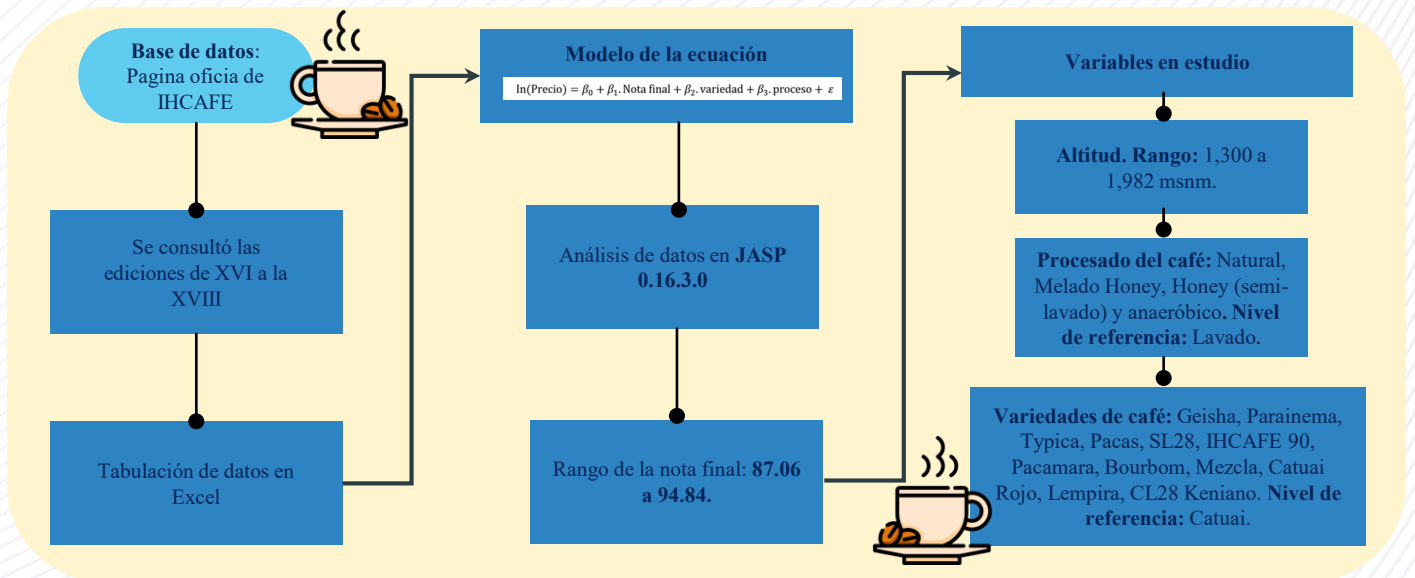 Base de datos:
Pagina oficia de
IHCAFE
Se consultó las
ediciones de XVI a la
XVIII
Tabulación de datos en
Excel
Modelo de la ecuación
In(Precio) = β₀ + β₁. Nota final + β₂. variedad + β₃. proceso + ε
Análisis de datos en JASP
0.16.3.0
Rango de la nota final: 87.06
a 94.84.
Variables en estudio
Altitud. Rango: 1,300 a
1,982 msnm.
Procesado del café: Natural,
Melado Honey, Honey (semi-
lavado) y anaeróbico. Nivel
de referencia: Lavado.
Variedades de café: Geisha, Parainema,
Typica, Pacas, SL28, IHCAFE 90,
Pacamara, Bourbom, Mezcla, Catuai
Rojo, Lempira, CL28 Keniano. Nivel de
referencia: Catuai.